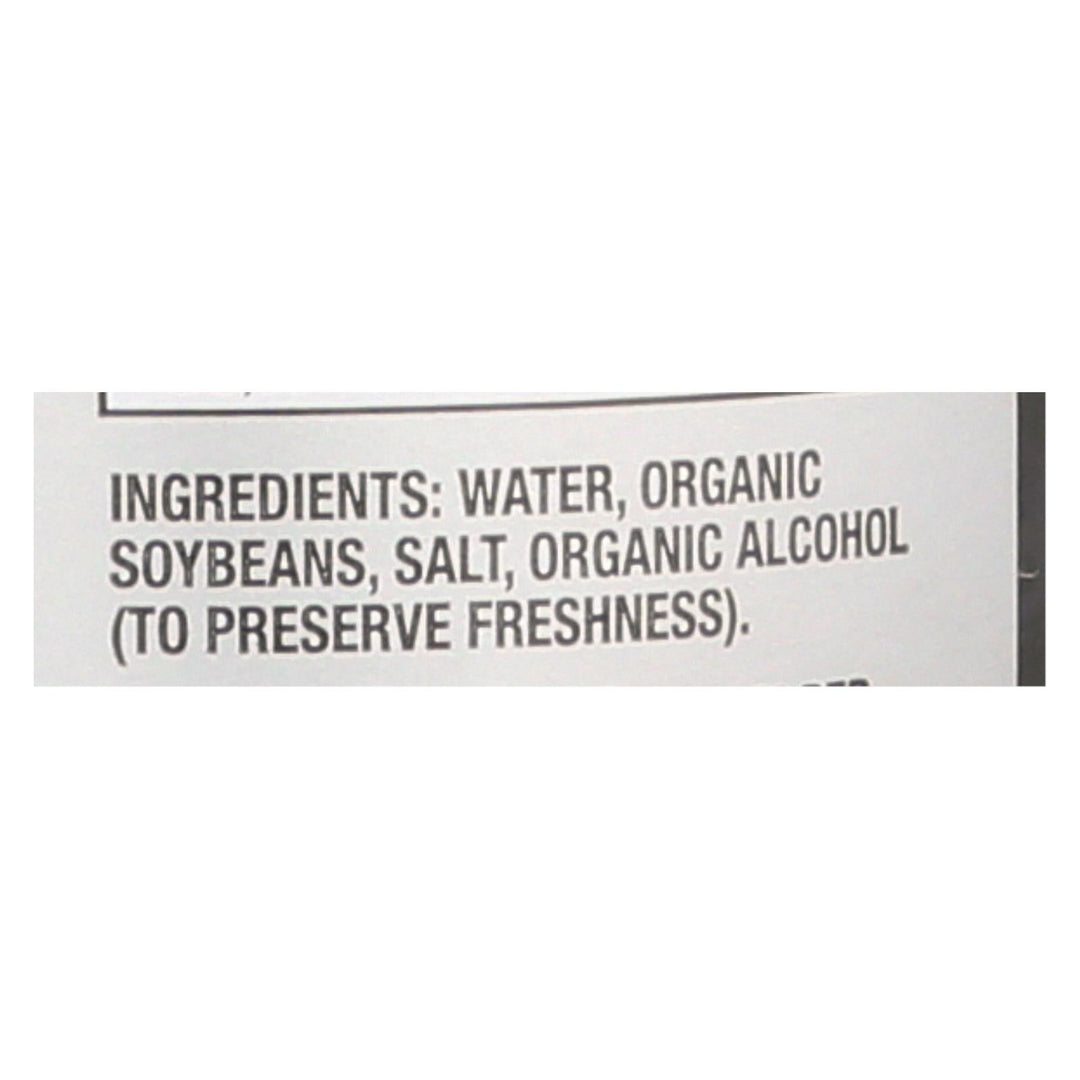 INGREDIENTS: WATER, ORGANIC
SOYBEANS, SALT, ORGANIC ALCOHOL
(TO PRESERVE FRESHNESS).